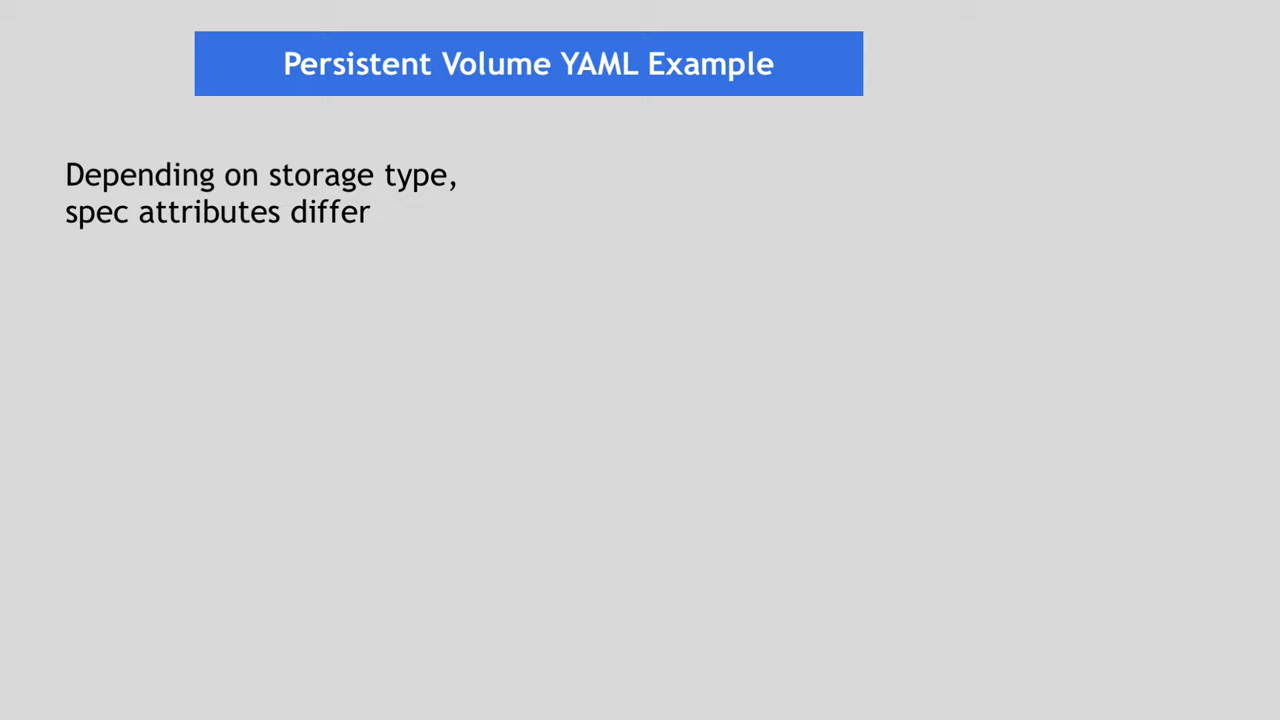 Persistent Volume YAML Example
Depending on storage type,
spec attributes differ